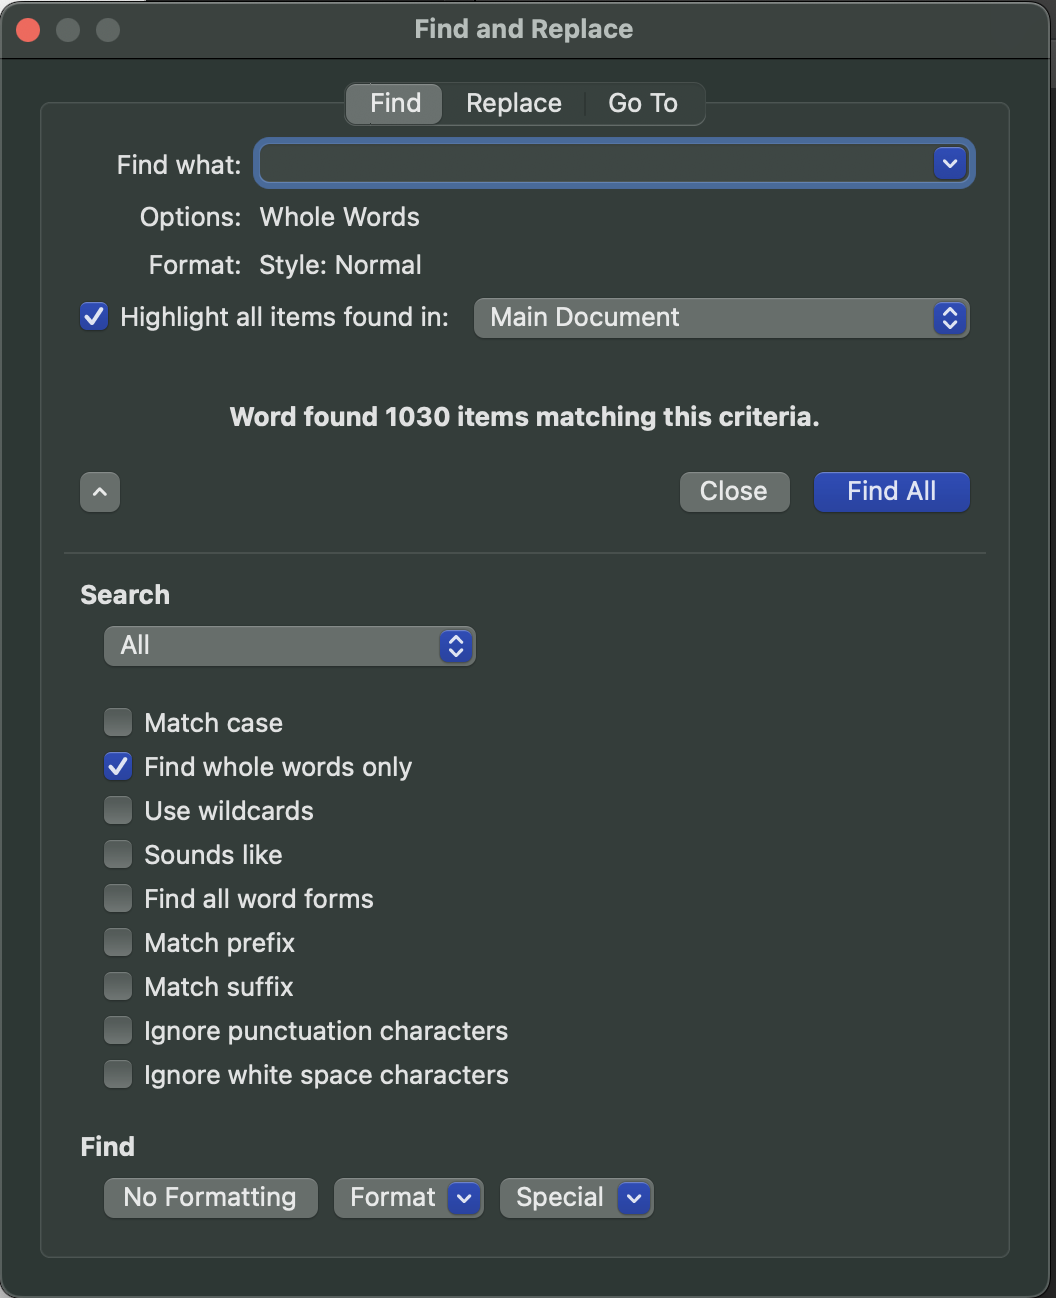 Find and Replace
Find Replace Go To
Find what:
Options: Whole Words
Format: Style: Normal
Highlight all items found in: Main Document
Word found 1030 items matching this criteria.
Close Find All
Search
All
Match case
Find whole words only
Use wildcards
Sounds like
Find all word forms
Match prefix
Match suffix
Ignore punctuation characters
Ignore white space characters
Find
No Formatting Format Special